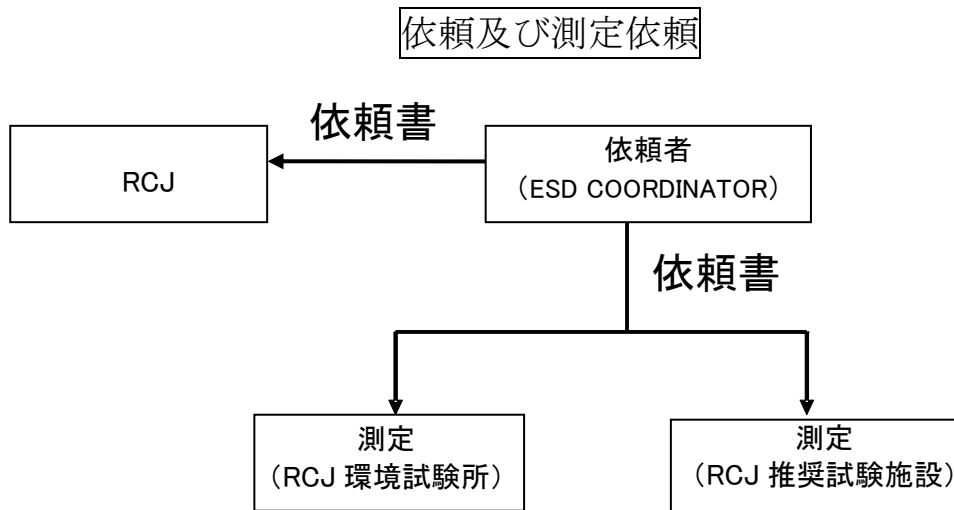 依頼及び測定依頼
依頼書
RCJ
依頼者
（ESD COORDINATOR）
依頼書
測定
（RCJ 環境試験所）
測定
（RCJ 推奨試験施設）